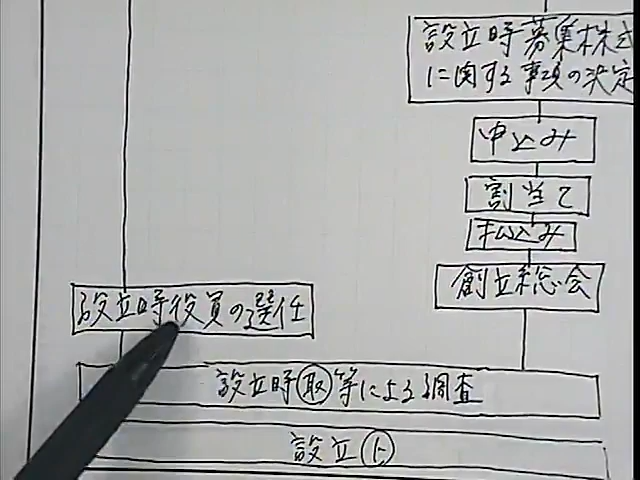 設立時募集株式
に関する事項の決定
申込み
割当て
払込み
創立総会
設立時役員の選任
設立時取等による調査
設立ト